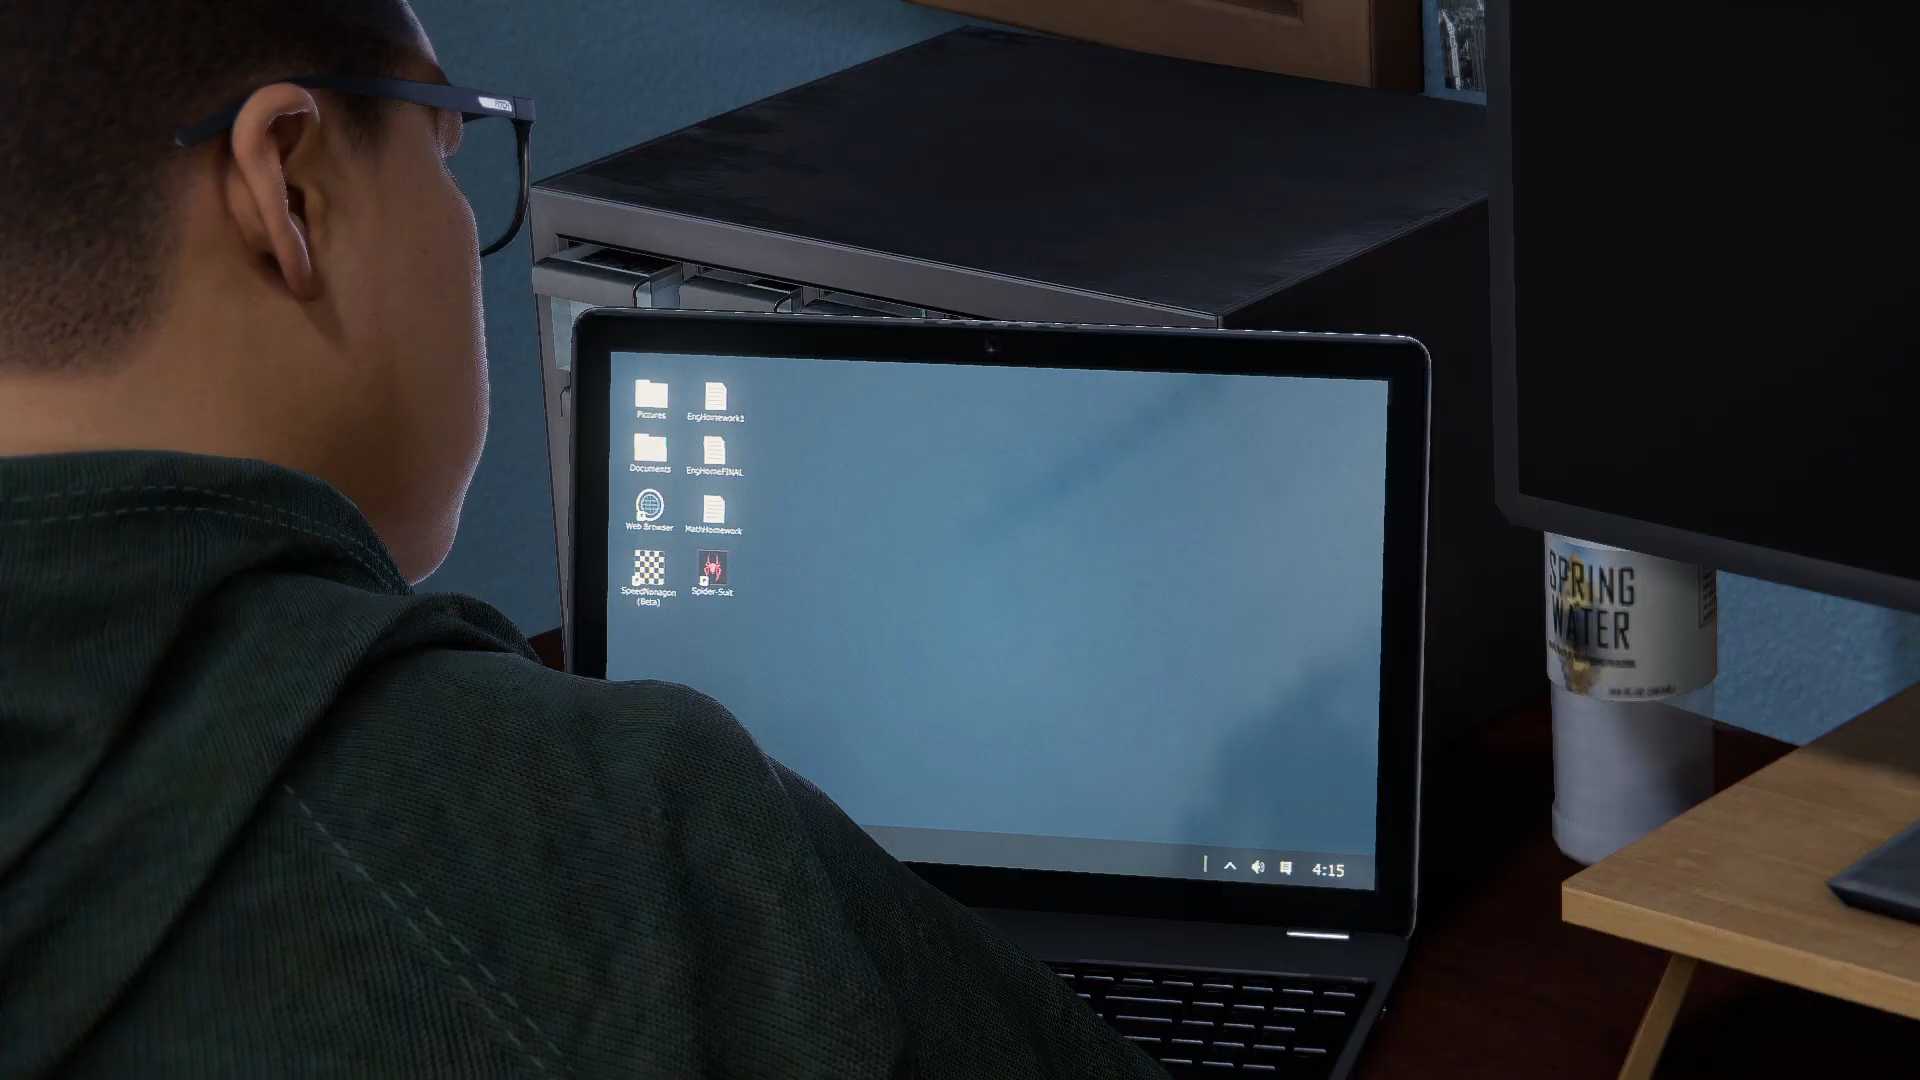 Pictures
EngHomework1
Documents
EngHomeFINAL
Web Browser
MathHomework
SpeedNonagon
(Beta)
Spider-Suit
4:15
SPRING
WATER